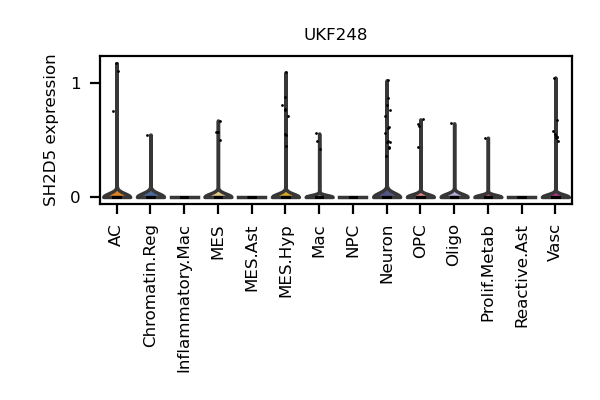 UKF248
SH2D5 expression
1
0
AC
Chromatin.Reg
Inflammatory.Mac
MES
MES.Ast
MES.Hyp
Mac
NPC
Neuron
OPC
Oligo
Prolif.Metab
Reactive.Ast
Vasc